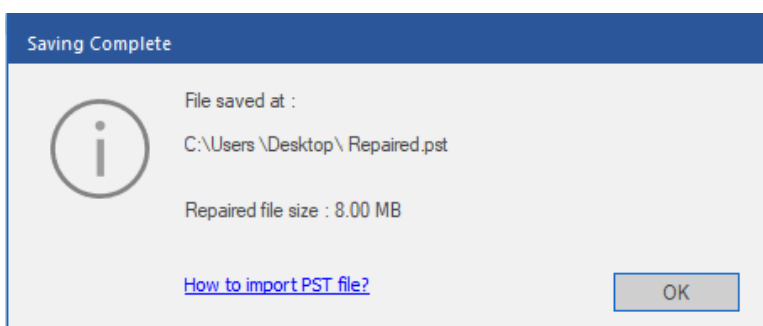 Saving Complete
File saved at :
C:\Users \Desktop\ Repaired.pst
Repaired file size : 8.00 MB
How to import PST file?
OK